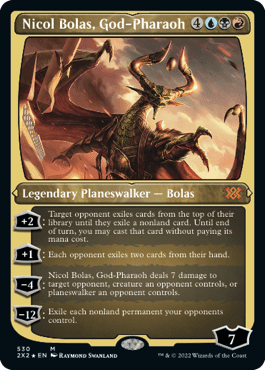 Nicol Bolas, God-Pharaoh 4
Legendary Planeswalker — Bolas
+2 Target opponent exiles cards from the top of their
library until they exile a nonland card. Until end
of turn, you may cast that card without paying its
mana cost.
+1 Each opponent exiles two cards from their hand.
−4 Nicol Bolas, God-Pharaoh deals 7 damage to
target opponent, creature an opponent controls, or
planeswalker an opponent controls.
−12 Exile each nonland permanent your opponents
control.
7
530 M
2X2 ★ EN RAYMOND SWANLAND ™ & © 2022 Wizards of the Coast